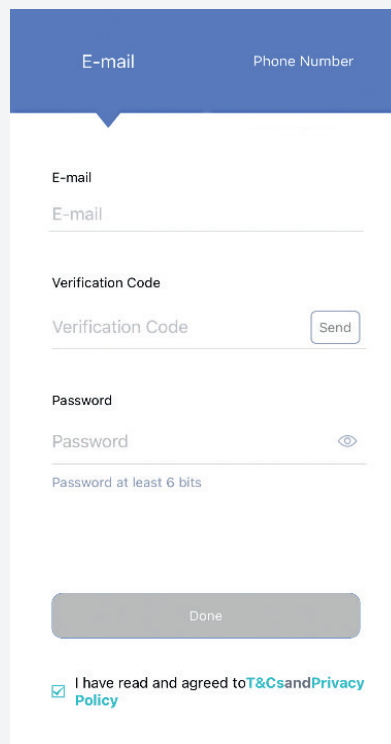 E-mail Phone Number
E-mail
E-mail
Verification Code
Verification Code Send
Password
Password
Password at least 6 bits
Done
I have read and agreed toT&CsandPrivacy
Policy